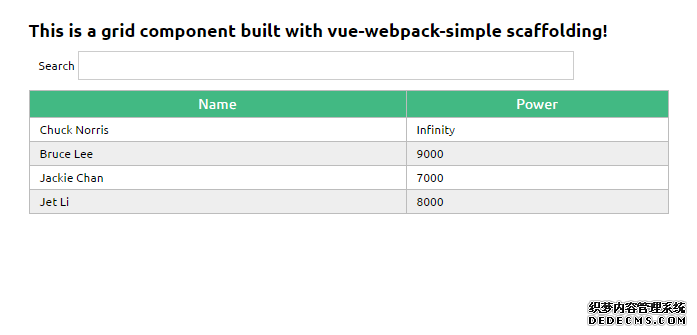 This is a grid component built with vue-webpack-simple scaffolding!
Search
Name Power
Chuck Norris Infinity
Bruce Lee 9000
Jackie Chan 7000
Jet Li 8000
织梦内容管理系统
DEDECMS.COM